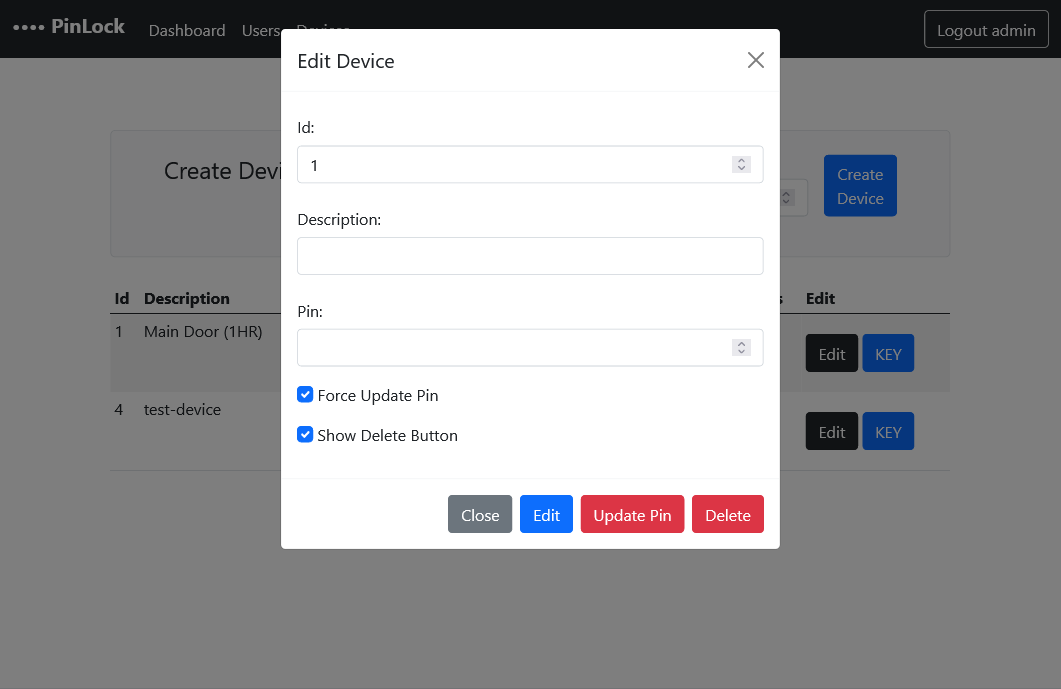 •••• PinLock Dashboard Users Devices Logout admin
Edit Device
Id:
1
Create Devi
Create
Device
Description:
Id Description s Edit
Pin:
1 Main Door (1HR) Edit KEY
Force Update Pin
4 test-device Edit KEY
Show Delete Button
Close Edit Update Pin Delete